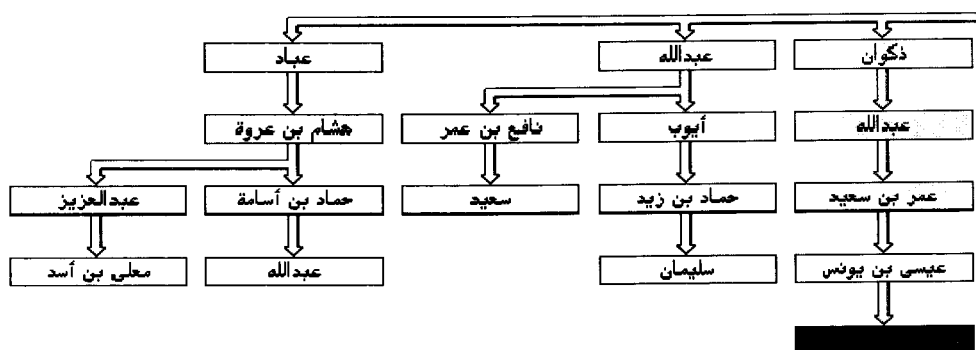 ذكوان
عبدالله
عباد
عبدالله
أيوب
نافع بن عمر
هشام بن عروة
عمر بن سعيد
حماد بن زيد
سعيد
حماد بن أسامة
عبدالعزيز
عيسى بن يونس
سليمان
عبدالله
معلى بن أسد